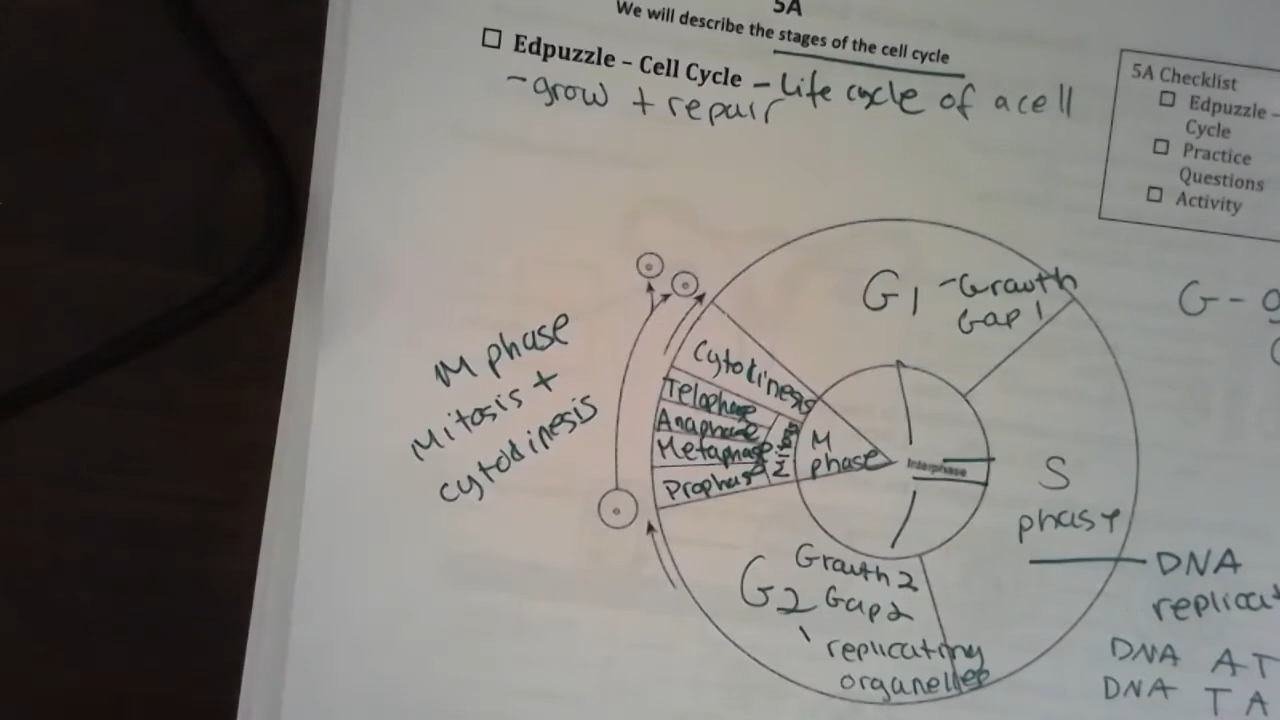 5A
We will describe the stages of the cell cycle
Edpuzzle – Cell Cycle - Life cycle of a cell
- grow + repair
5A Checklist
Edpuzzle –
Cycle
Practice
Questions
Activity
G1 - Growth
Gap 1
G -
M phase
Mitosis +
cytokinesis
Cytokinesis
Telophase
Anaphase
Metaphase
Prophase
Mitosis
M
phase
Interphase
S
phase
DNA
G2 Growth 2
Gap 2
replicating
organelles
DNA AT
DNA TA